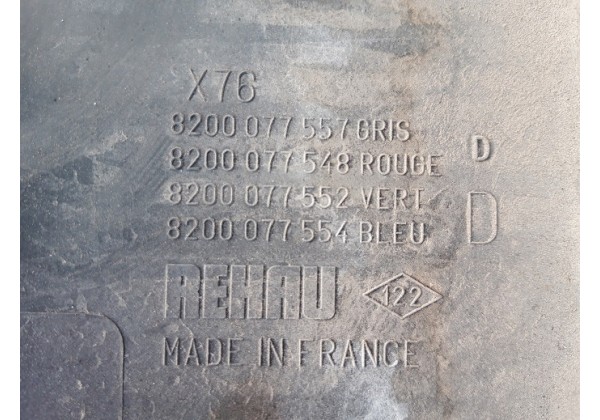 X76
8200 077 557 GRIS
8200 077 548 ROUGE D
8200 077 552 VERT
8200 077 554 BLEU D
REHAU 122
MADE IN FRANCE